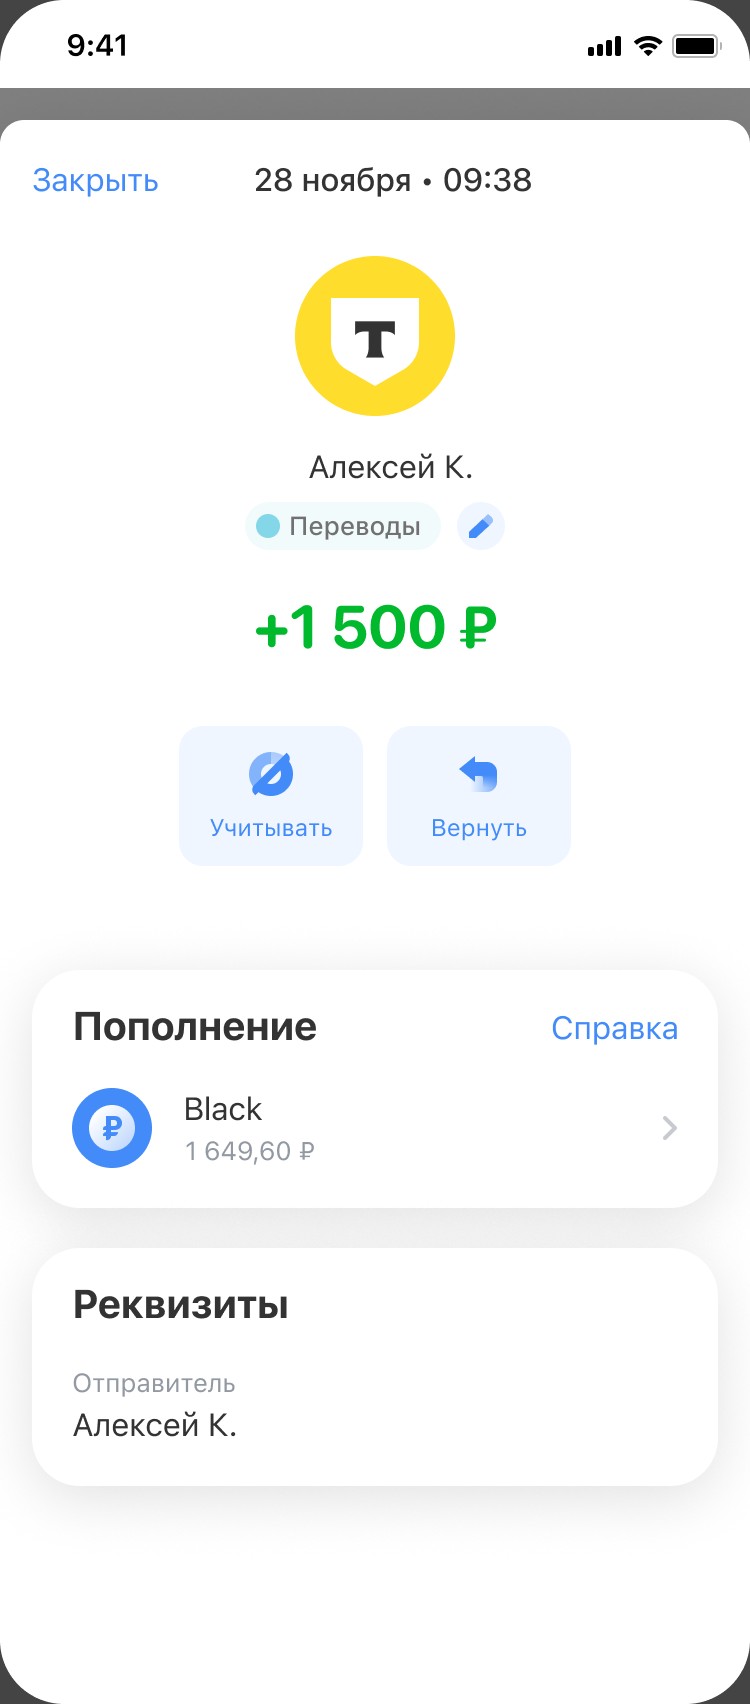 9:41
Закрыть
28 ноября • 09:38
Т
Алексей К.
Переводы
+1 500 ₽
Учитывать
Вернуть
Пополнение
Справка
₽
Black
1 649,60 ₽
Реквизиты
Отправитель
Алексей К.